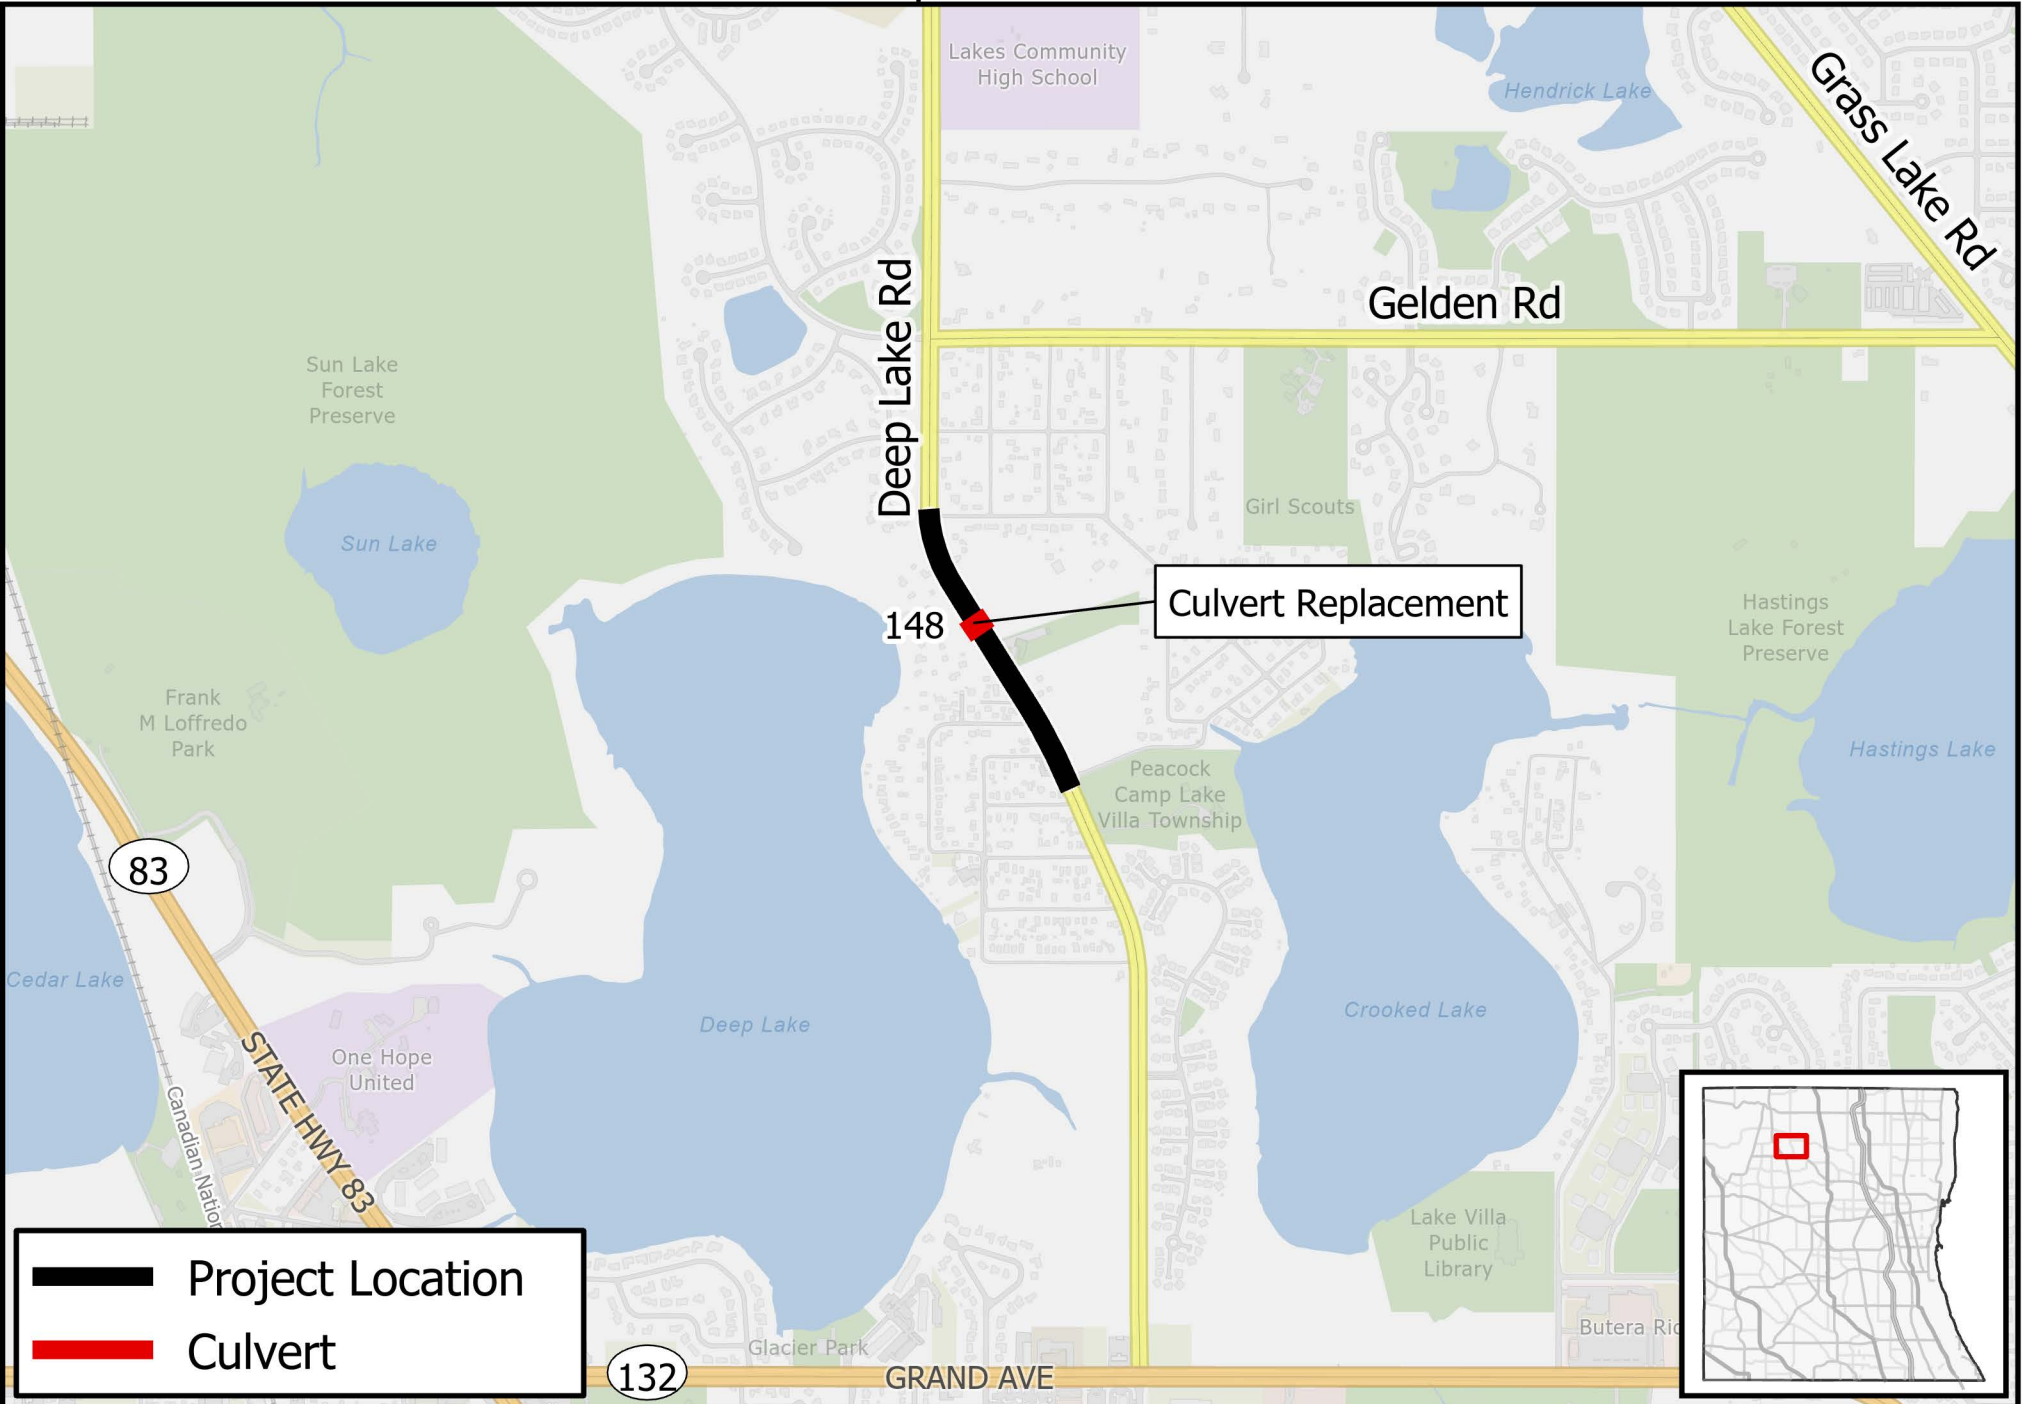 Lakes Community
High School
Hendrick Lake
Grass Lake Rd
Deep Lake Rd
Gelden Rd
Sun Lake
Forest
Preserve
Sun Lake
Girl Scouts
Culvert Replacement
148
Hastings
Lake Forest
Preserve
Frank
M Loffredo
Park
Hastings Lake
Peacock
Camp Lake
Villa Township
83
Cedar Lake
Deep Lake
Crooked Lake
One Hope
United
STATE HWY 83
Canadian Nation
Lake Villa
Public
Library
Project Location
Culvert
Glacier Park
Butera
132
GRAND AVE